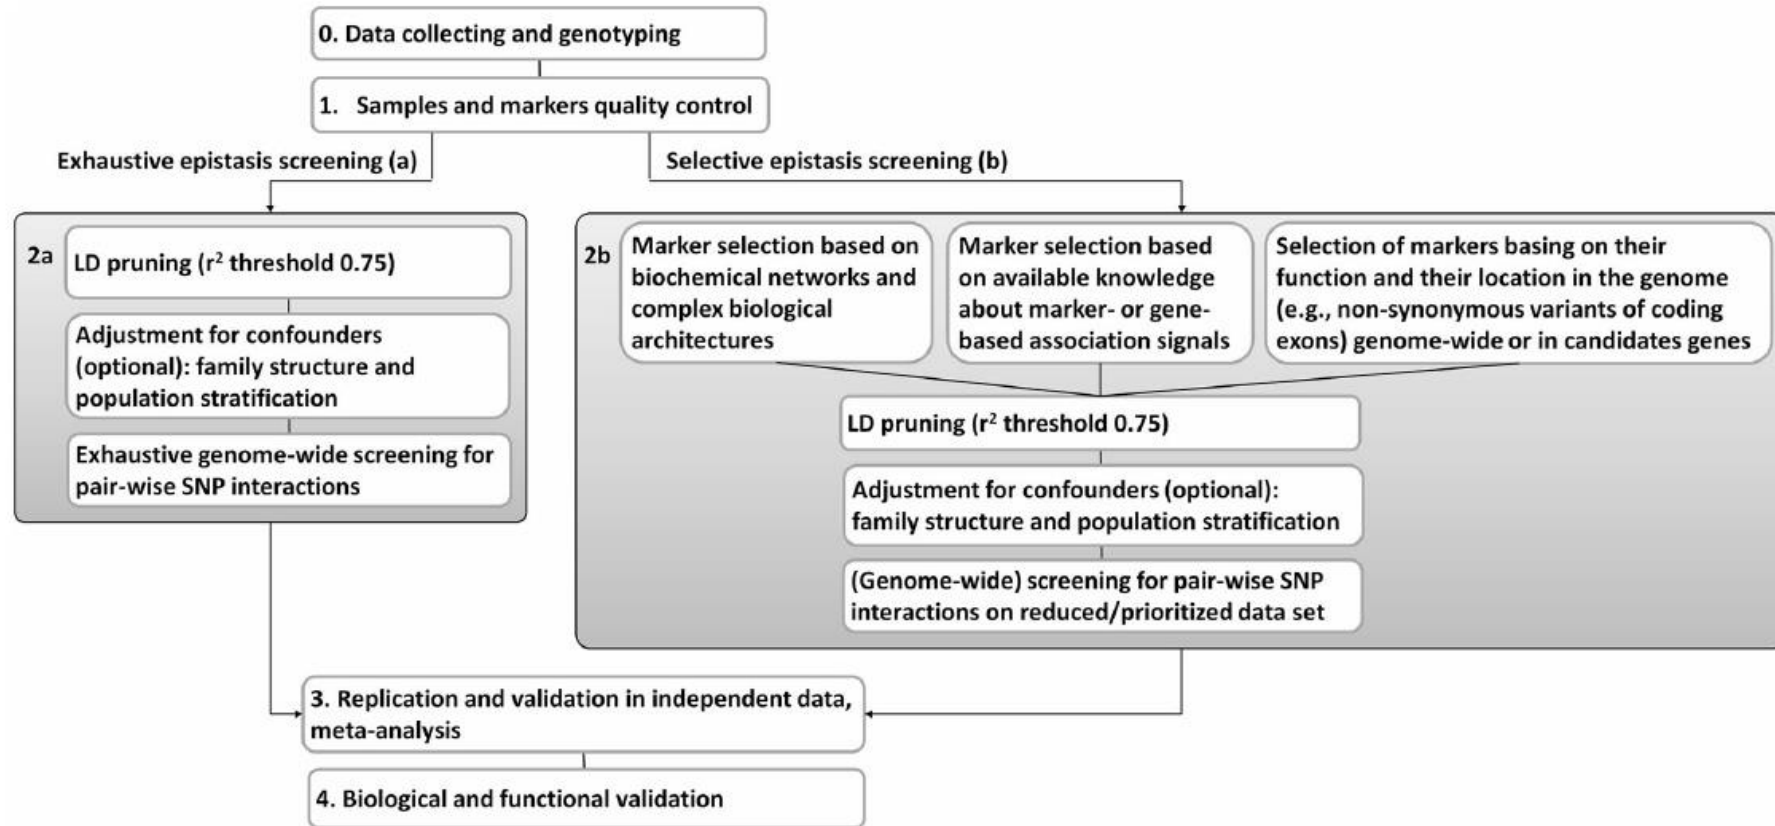 0. Data collecting and genotyping
1. Samples and markers quality control
Exhaustive epistasis screening (a)
Selective epistasis screening (b)
2a
LD pruning (r² threshold 0.75)
Adjustment for confounders
(optional): family structure and
population stratification
Exhaustive genome-wide screening for
pair-wise SNP interactions
2b
Marker selection based on
biochemical networks and
complex biological
architectures
Marker selection based
on available knowledge
about marker- or gene-
based association signals
Selection of markers basing on their
function and their location in the genome
(e.g., non-synonymous variants of coding
exons) genome-wide or in candidates genes
LD pruning (r² threshold 0.75)
Adjustment for confounders (optional):
family structure and population stratification
(Genome-wide) screening for pair-wise SNP
interactions on reduced/prioritized data set
3. Replication and validation in independent data,
meta-analysis
4. Biological and functional validation